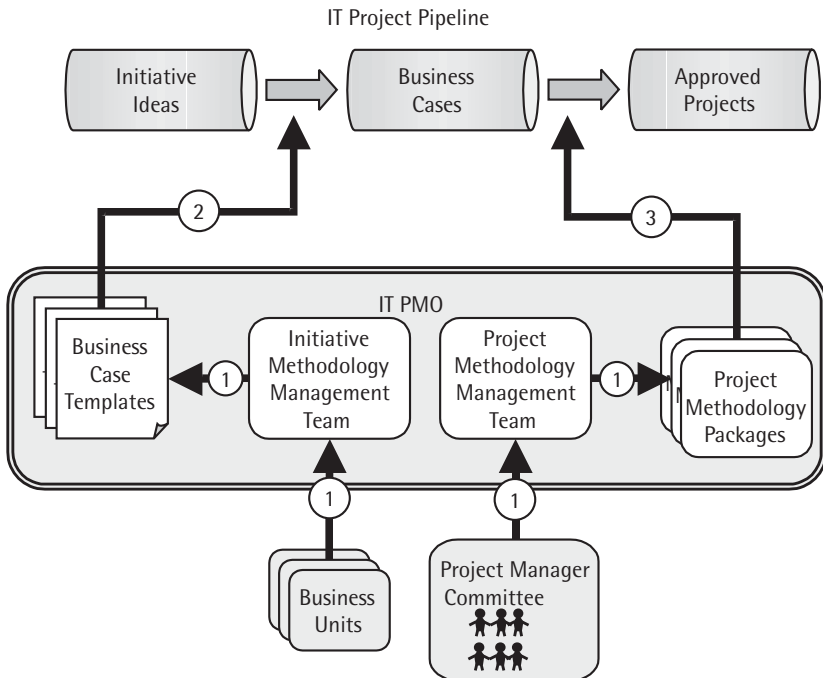 IT Project Pipeline
Initiative
Ideas
Business
Cases
Approved
Projects
2
3
IT PMO
Business
Case
Templates
1
Initiative
Methodology
Management
Team
Project
Methodology
Management
Team
1
Project
Methodology
Packages
1
1
Business
Units
Project Manager
Committee